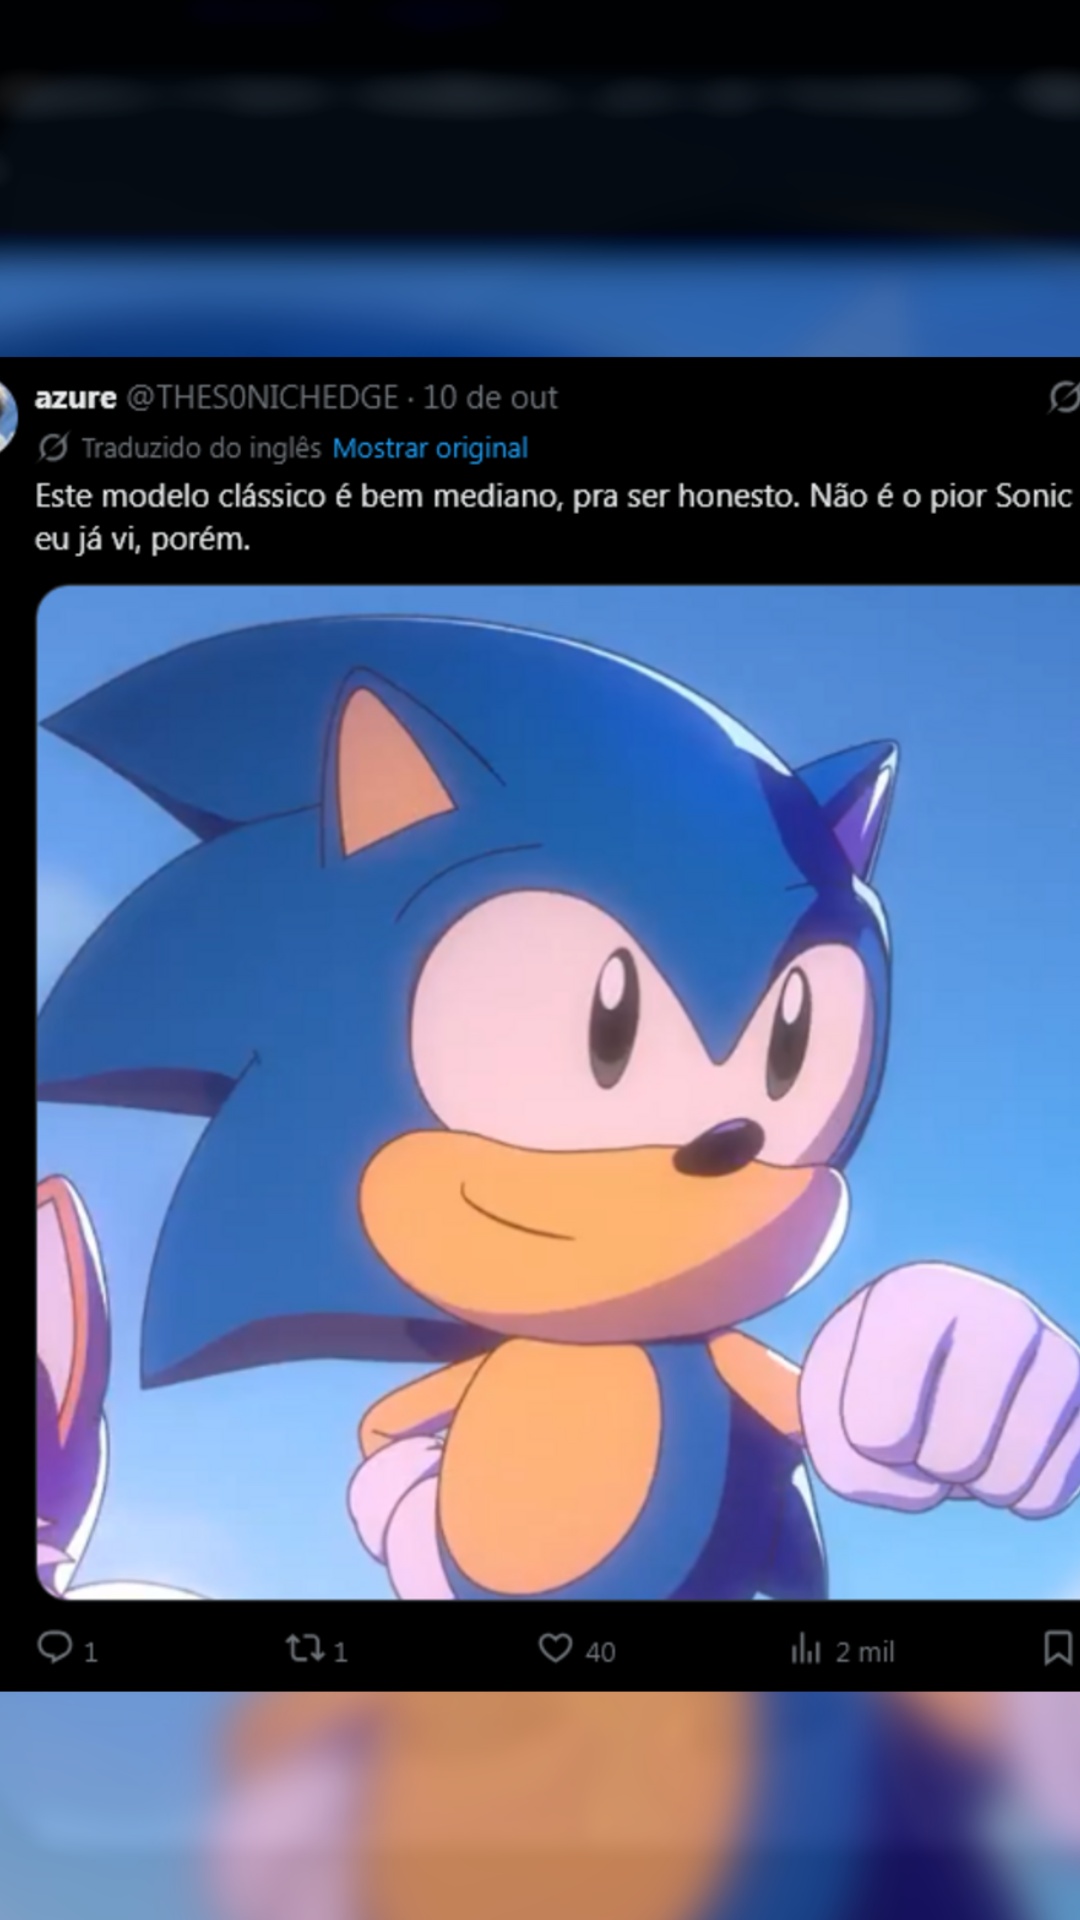 azure @THES0NICHEDGE · 10 de out
Traduzido do inglês Mostrar original
Este modelo clássico é bem mediano, pra ser honesto. Não é o pior Sonic
eu já vi, porém.
1 1 40 2 mil